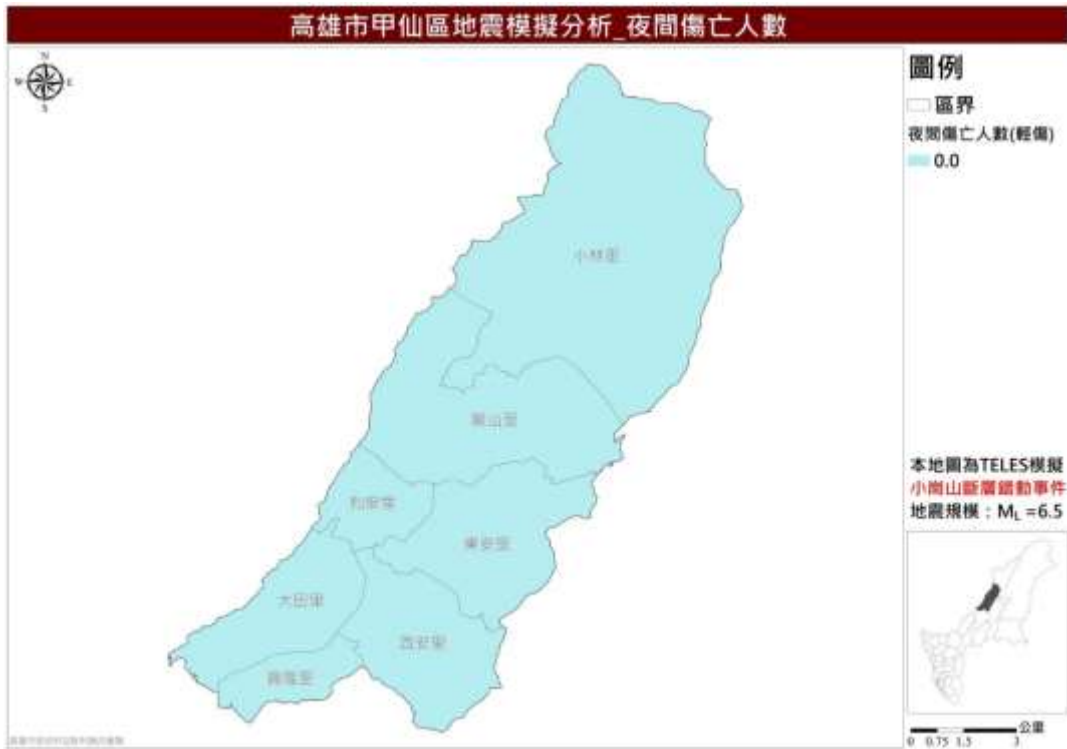 高雄市甲仙區地震模擬分析_夜間傷亡人數
N
W
E
S
圖例
區界
夜間傷亡人數(輕傷)
0.0
小林里
關山里
和安里
東安里
大田里
西安里
寶隆里
本地圖為TELES模擬
小崗山斷層錯動事件
地震規模：ML =6.5
公里
0 0.75 1.5 3